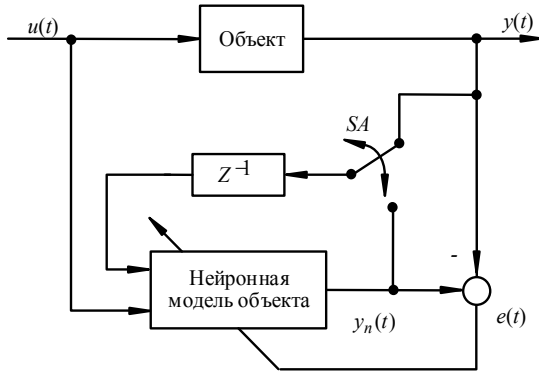 u(t)
Объект
y(t)
SA
Z⁻¹
-
Нейронная
модель объекта
yₙ(t)
e(t)